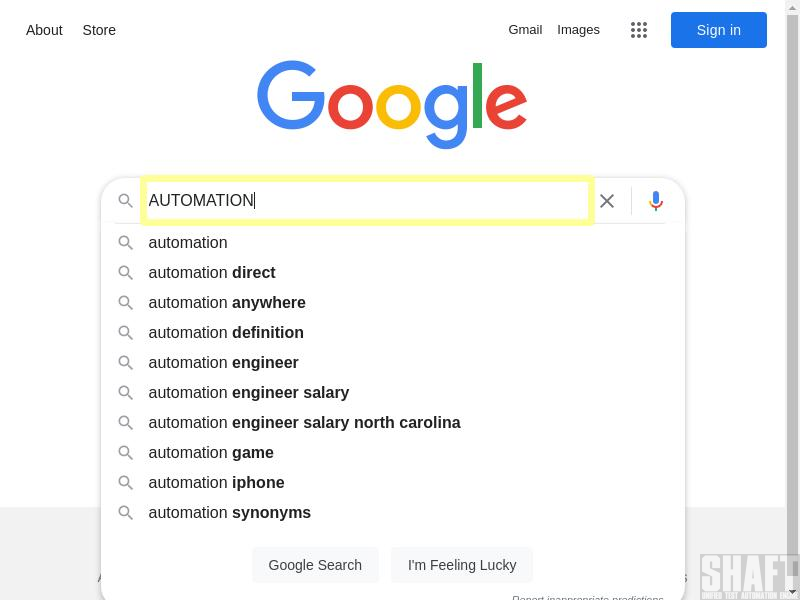 About Store Gmail Images Sign in
Google
AUTOMATION
automation
automation direct
automation anywhere
automation definition
automation engineer
automation engineer salary
automation engineer salary north carolina
automation game
automation iphone
automation synonyms
Google Search I'm Feeling Lucky
Report inappropriate predictions
SHAFT